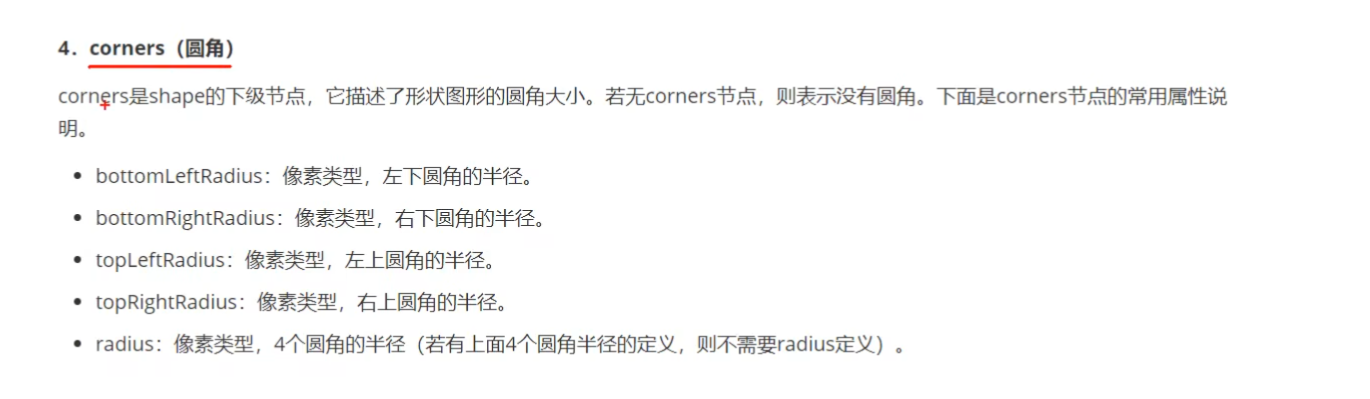 4．corners（圆角）
corners是shape的下级节点，它描述了形状图形的圆角大小。若无corners节点，则表示没有圆角。下面是corners节点的常用属性说
明。
• bottomLeftRadius：像素类型，左下圆角的半径。
• bottomRightRadius：像素类型，右下圆角的半径。
• topLeftRadius：像素类型，左上圆角的半径。
• topRightRadius：像素类型，右上圆角的半径。
• radius：像素类型，4个圆角的半径（若有上面4个圆角半径的定义，则不需要radius定义）。